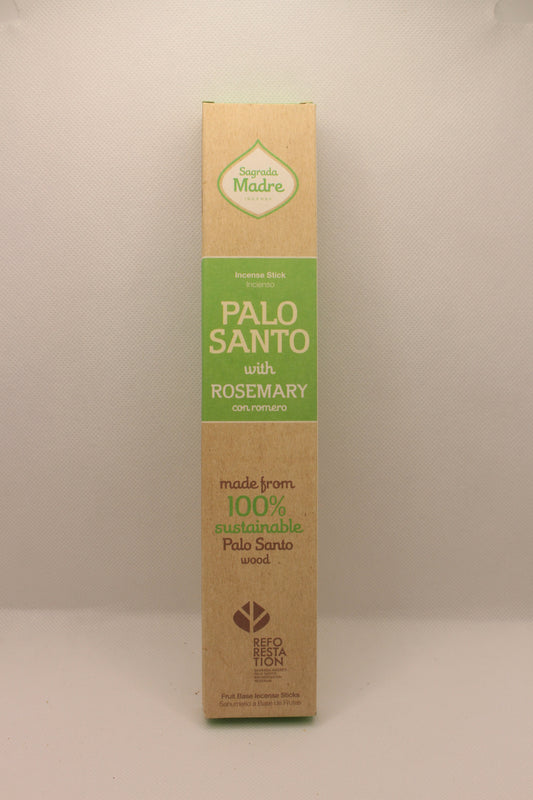 Sagrada
Madre
INCENSE
Incense Stick
Incienso
PALO
SANTO
with
ROSEMARY
con romero
made from
100%
sustainable
Palo Santo
wood
REFO
RESTA
TION
Fruit Base Incense Sticks
Sahumerio a Base de Frutas